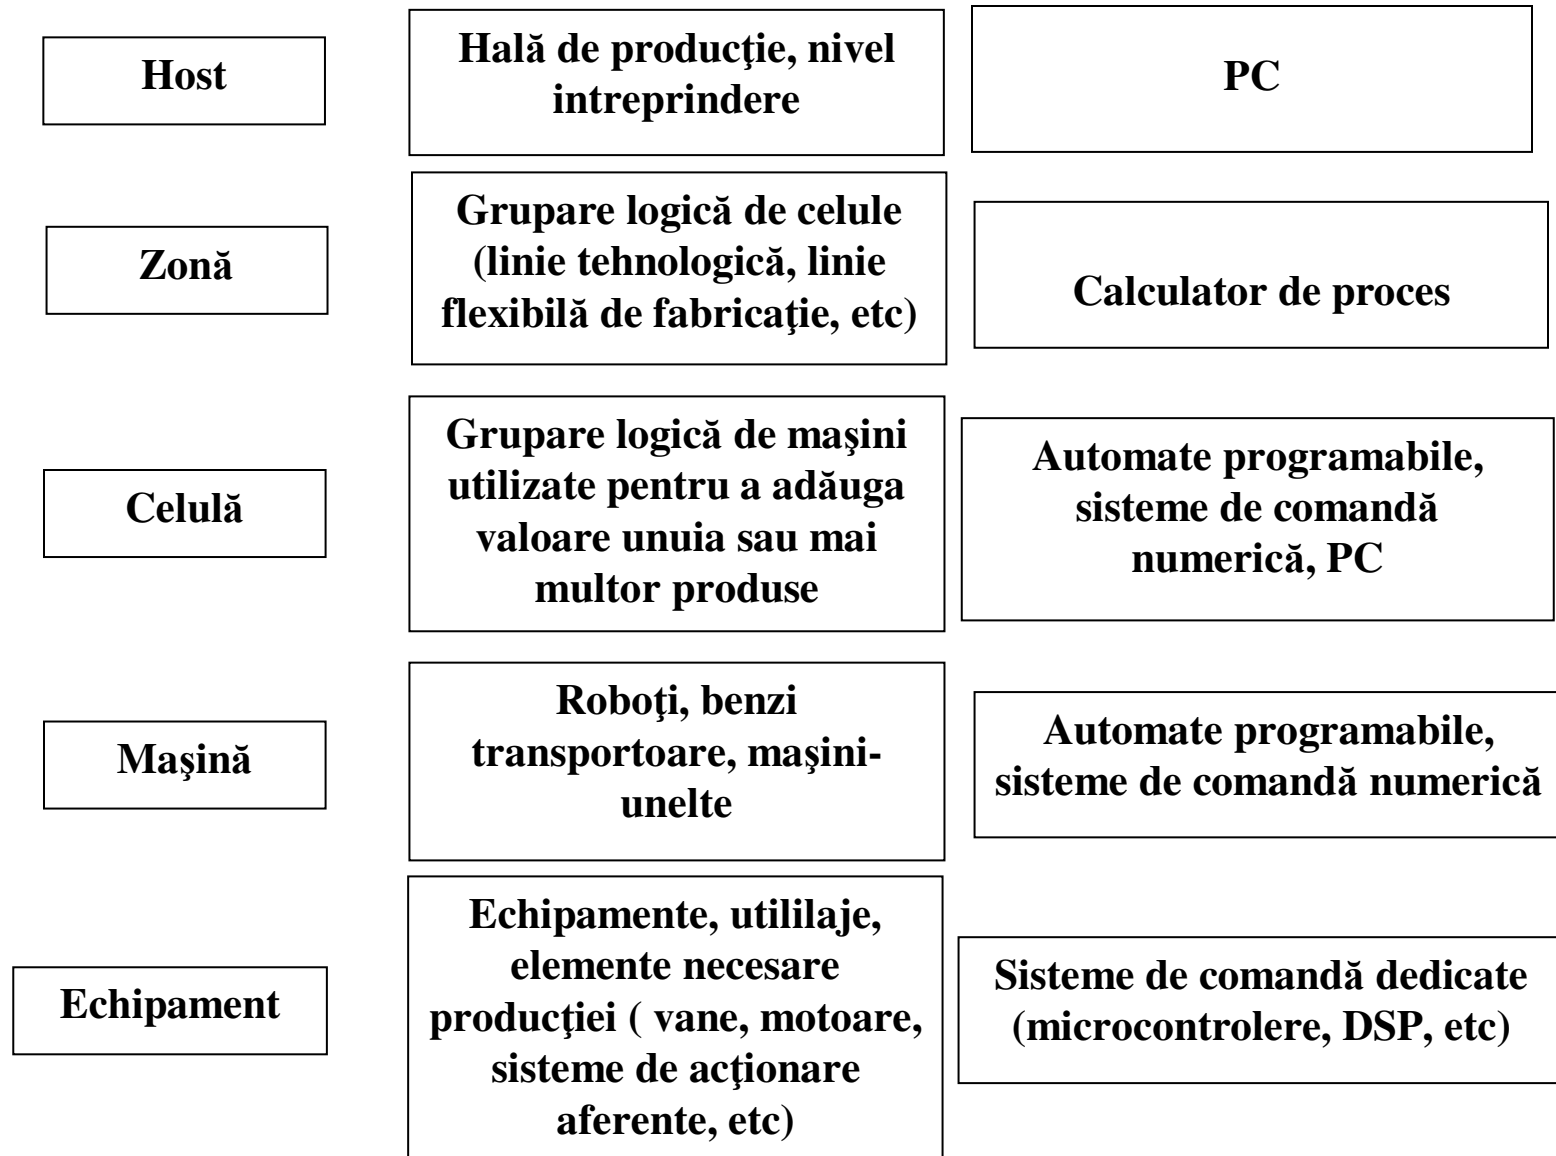 Host
Hală de producţie, nivel
intreprindere
PC
Zonă
Grupare logică de celule
(linie tehnologică, linie
flexibilă de fabricaţie, etc)
Calculator de proces
Celulă
Grupare logică de maşini
utilizate pentru a adăuga
valoare unuia sau mai
multor produse
Automate programabile,
sisteme de comandă
numerică, PC
Maşină
Roboţi, benzi
transportoare, maşini-
unelte
Automate programabile,
sisteme de comandă numerică
Echipament
Echipamente, utililaje,
elemente necesare
producţiei ( vane, motoare,
sisteme de acţionare
aferente, etc)
Sisteme de comandă dedicate
(microcontrolere, DSP, etc)